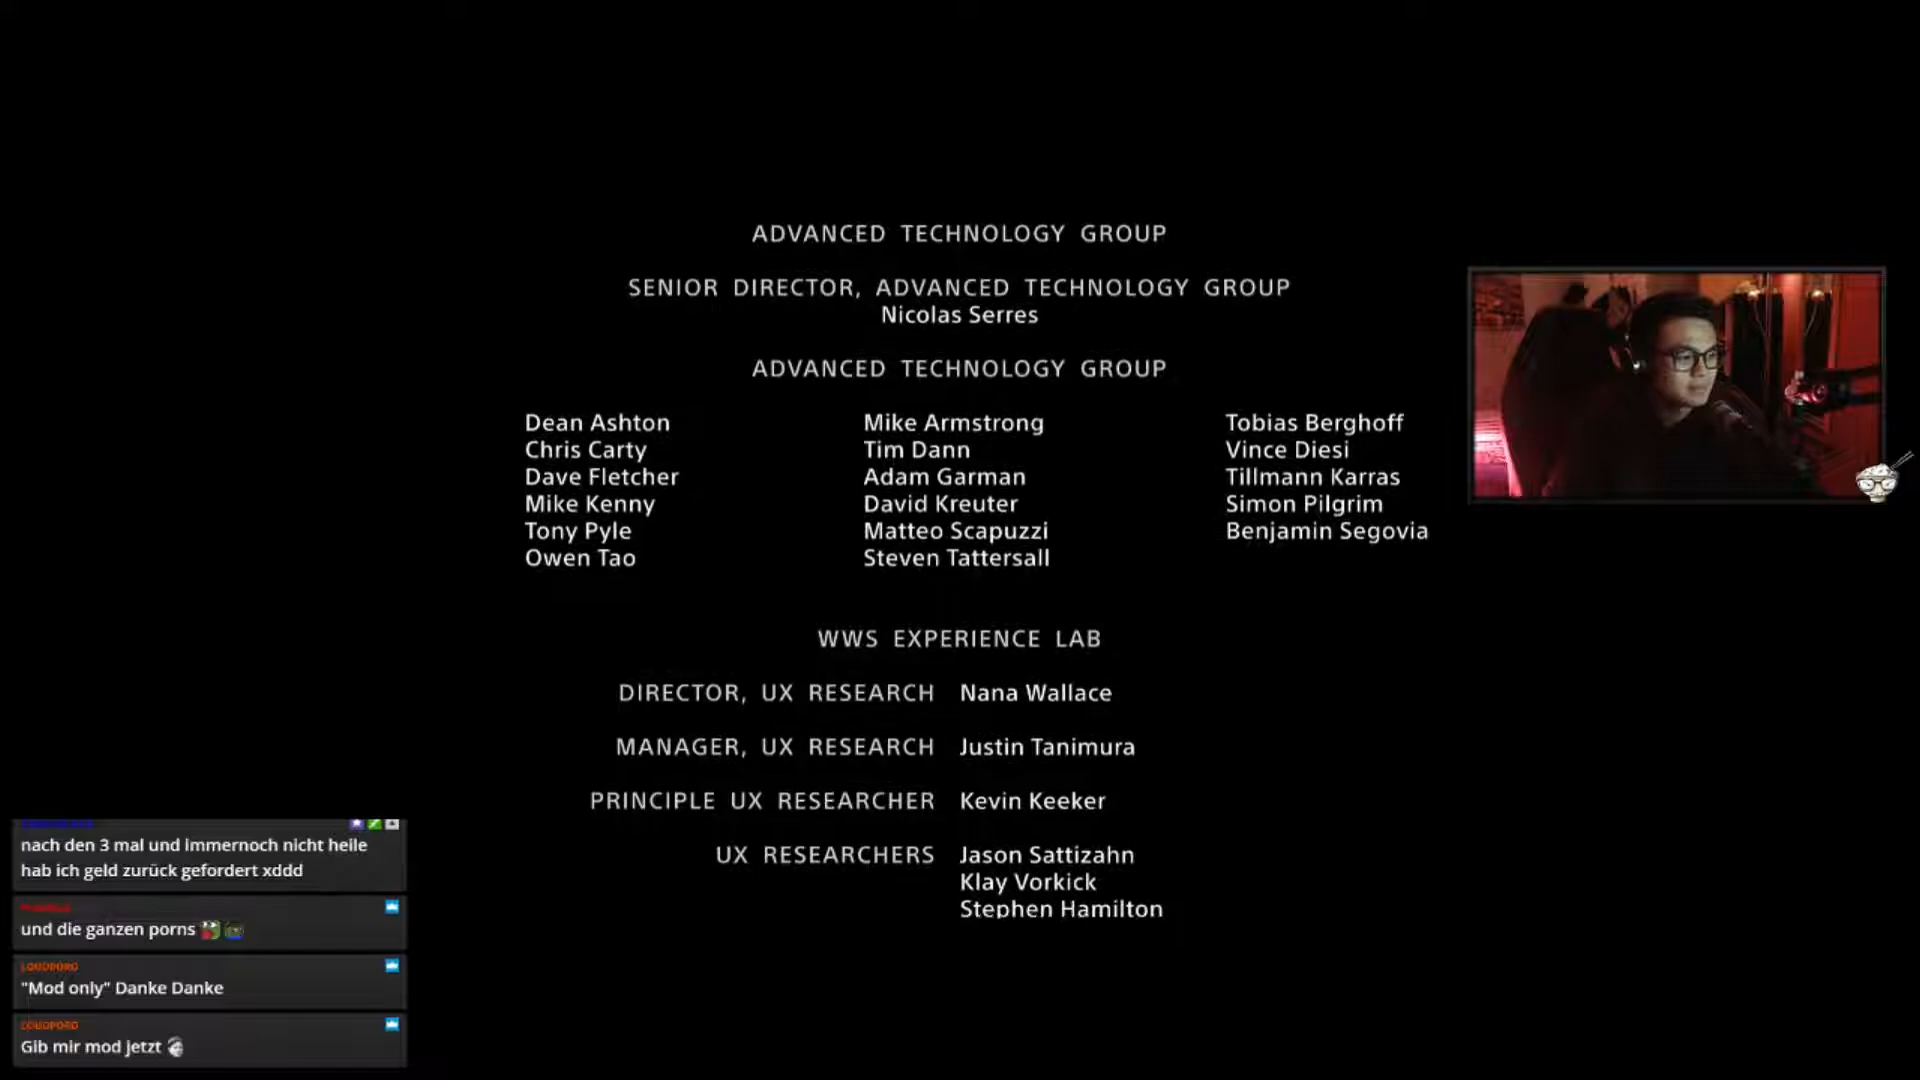 ADVANCED TECHNOLOGY GROUP
SENIOR DIRECTOR, ADVANCED TECHNOLOGY GROUP
Nicolas Serres
ADVANCED TECHNOLOGY GROUP
Dean Ashton
Chris Carty
Dave Fletcher
Mike Kenny
Tony Pyle
Owen Tao
Mike Armstrong
Tim Dann
Adam Garman
David Kreuter
Matteo Scapuzzi
Steven Tattersall
Tobias Berghoff
Vince Diesi
Tillmann Karras
Simon Pilgrim
Benjamin Segovia
WWS EXPERIENCE LAB
DIRECTOR, UX RESEARCH Nana Wallace
MANAGER, UX RESEARCH Justin Tanimura
PRINCIPLE UX RESEARCHER Kevin Keeker
UX RESEARCHERS Jason Sattizahn
Klay Vorkick
Stephen Hamilton
nach den 3 mal und immernoch nicht heile
hab ich geld zurück gefordert xddd
und die ganzen porns
"Mod only" Danke Danke
Gib mir mod jetzt